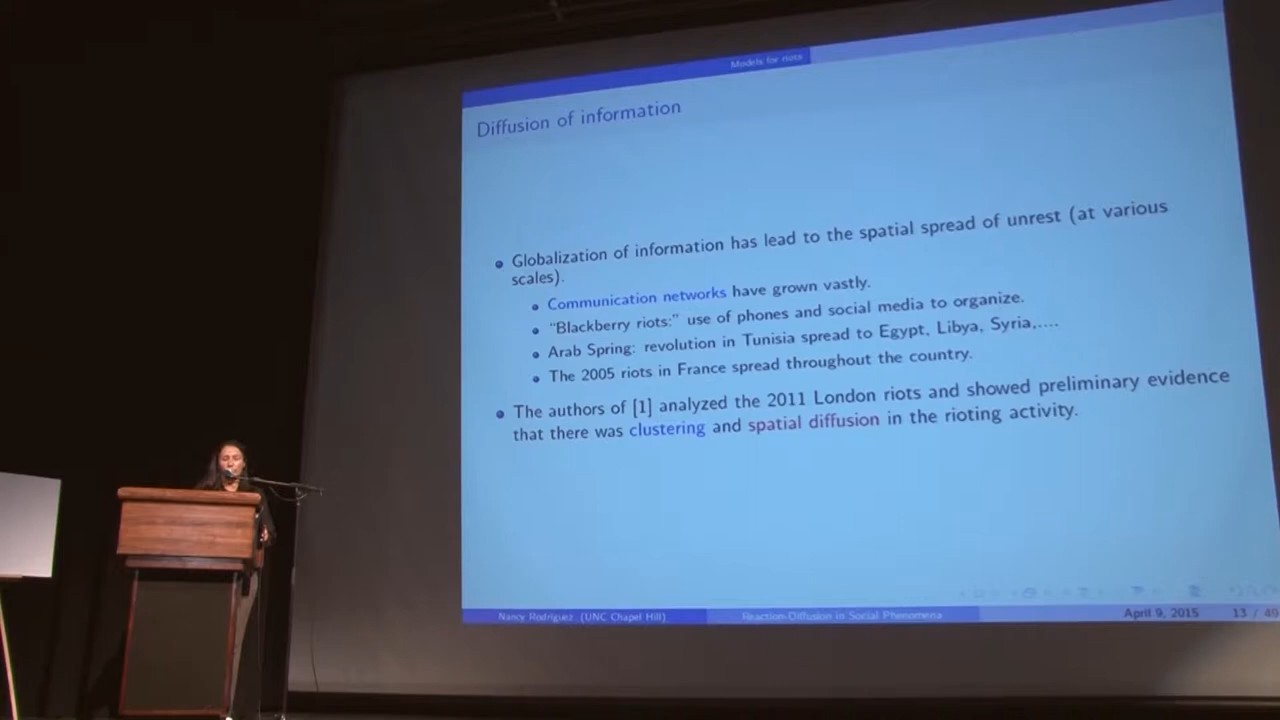 Models for riots
Diffusion of information
Globalization of information has lead to the spatial spread of unrest (at various
scales).
Communication networks have grown vastly.
"Blackberry riots:" use of phones and social media to organize.
Arab Spring: revolution in Tunisia spread to Egypt, Libya, Syria,....
The 2005 riots in France spread throughout the country.
The authors of [1] analyzed the 2011 London riots and showed preliminary evidence
that there was clustering and spatial diffusion in the rioting activity.
Nancy Rodriguez (UNC Chapel Hill) Reaction-Diffusion in Social Phenomena April 9, 2015 13 / 49